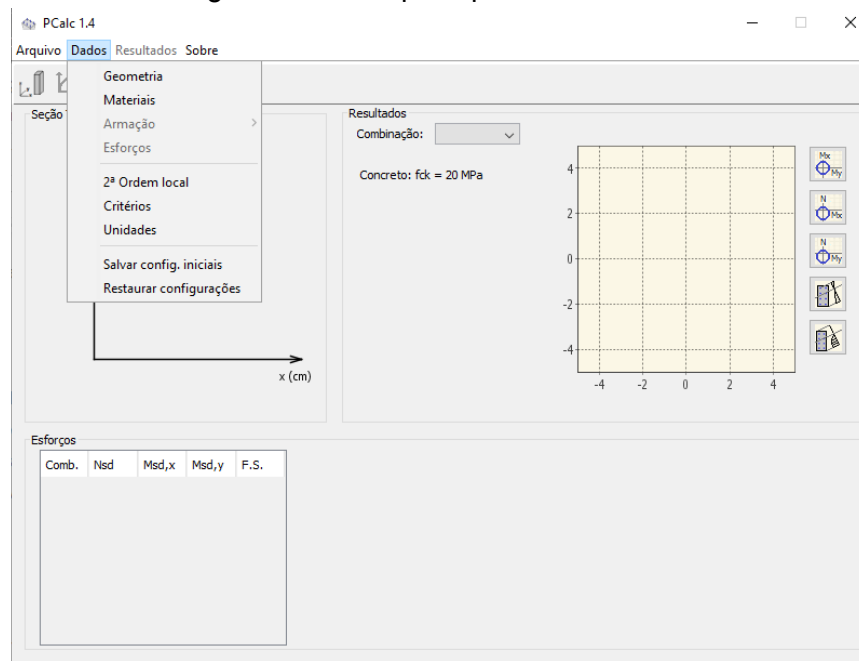 PCalc 1.4
Arquivo Dados Resultados Sobre
Geometria
Materiais
Armação
Esforços
2ª Ordem local
Critérios
Unidades
Salvar config. iniciais
Restaurar configurações
Seção
x (cm)
Resultados
Combinação:
Concreto: fck = 20 MPa
4
2
0
-2
-4
-4 -2 0 2 4
Mx
My
N
Mx
N
My
Esforços
Comb. Nsd Msd,x Msd,y F.S.